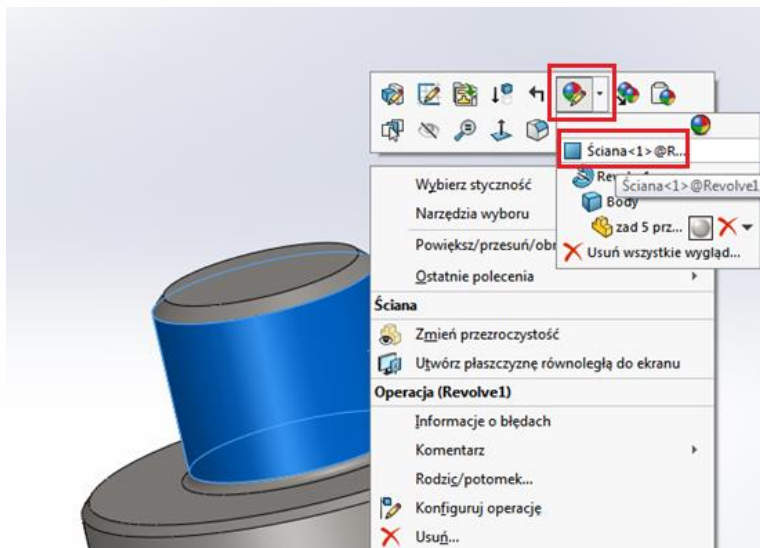 Ściana<1>@R...
Revolve1
Ściana<1>@Revolve1
Body
zad 5 prz...
Usuń wszystkie wygląd...
Wybierz styczność
Narzędzia wyboru
Powiększ/przesuń/obr
Ostatnie polecenia
Ściana
Zmień przezroczystość
Utwórz płaszczyznę równoległą do ekranu
Operacja (Revolve1)
Informacje o błędach
Komentarz
Rodzic/potomek...
Konfiguruj operację
Usuń...